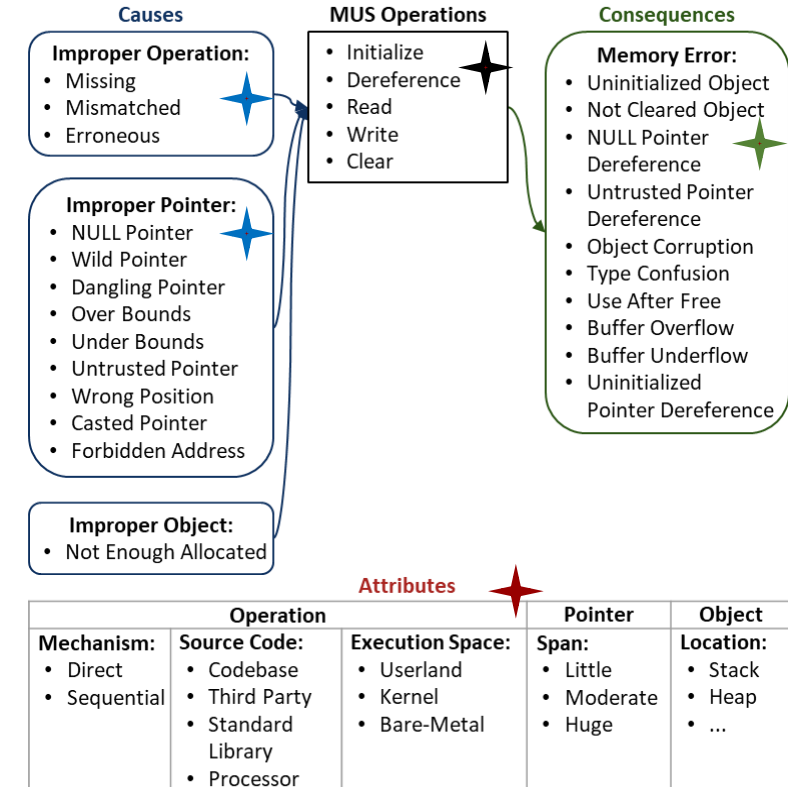 Causes
Improper Operation:
• Missing
• Mismatched
• Erroneous
Improper Pointer:
• NULL Pointer
• Wild Pointer
• Dangling Pointer
• Over Bounds
• Under Bounds
• Untrusted Pointer
• Wrong Position
• Casted Pointer
• Forbidden Address
Improper Object:
• Not Enough Allocated
MUS Operations
• Initialize
• Dereference
• Read
• Write
• Clear
Consequences
Memory Error:
• Uninitialized Object
• Not Cleared Object
• NULL Pointer
Dereference
• Untrusted Pointer
Dereference
• Object Corruption
• Type Confusion
• Use After Free
• Buffer Overflow
• Buffer Underflow
• Uninitialized
Pointer Dereference
Attributes
Operation
Mechanism:
• Direct
• Sequential
Source Code:
• Codebase
• Third Party
• Standard
Library
• Processor
Execution Space:
• Userland
• Kernel
• Bare-Metal
Pointer
Span:
• Little
• Moderate
• Huge
Object
Location:
• Stack
• Heap
• ...